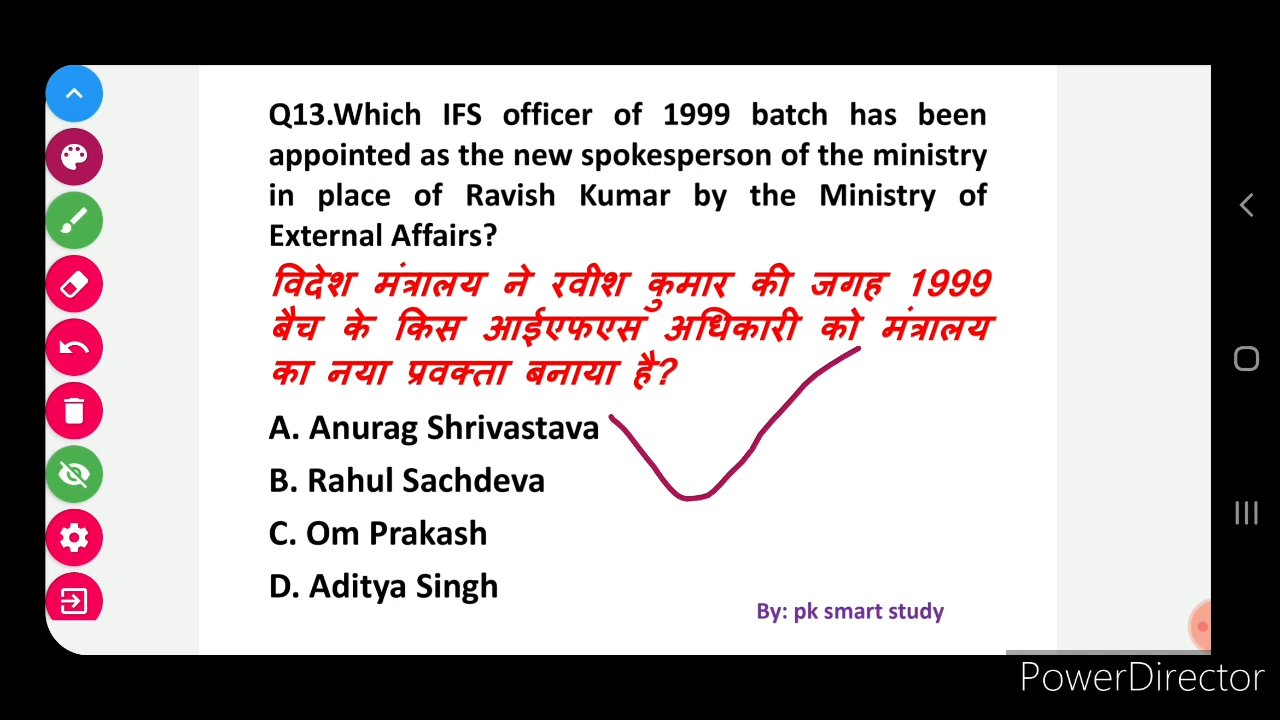 Q13.Which IFS officer of 1999 batch has been
appointed as the new spokesperson of the ministry
in place of Ravish Kumar by the Ministry of
External Affairs?
विदेश मंत्रालय ने रवीश कुमार की जगह 1999
बैच के किस आईएफएस अधिकारी को मंत्रालय
का नया प्रवक्ता बनाया है?
A. Anurag Shrivastava
B. Rahul Sachdeva
C. Om Prakash
D. Aditya Singh
By: pk smart study
PowerDirector